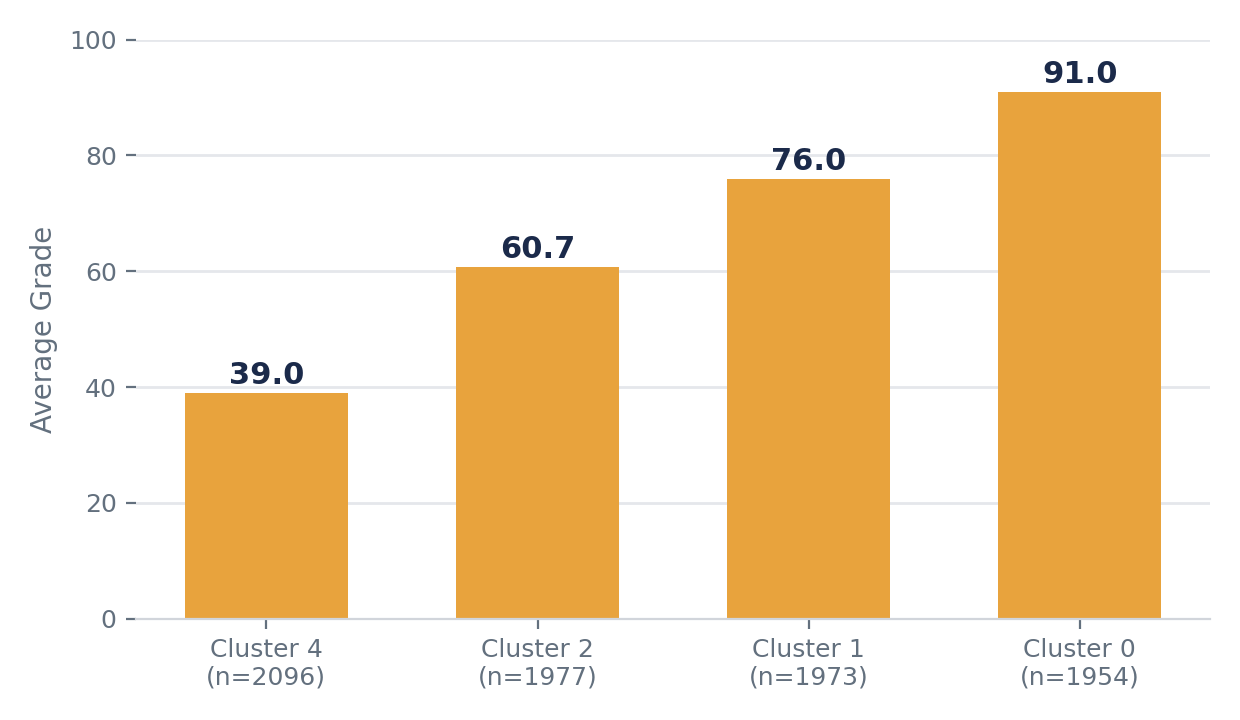 Average Grade
100
80
60
40
20
0
39.0
60.7
76.0
91.0
Cluster 4
(n=2096)
Cluster 2
(n=1977)
Cluster 1
(n=1973)
Cluster 0
(n=1954)